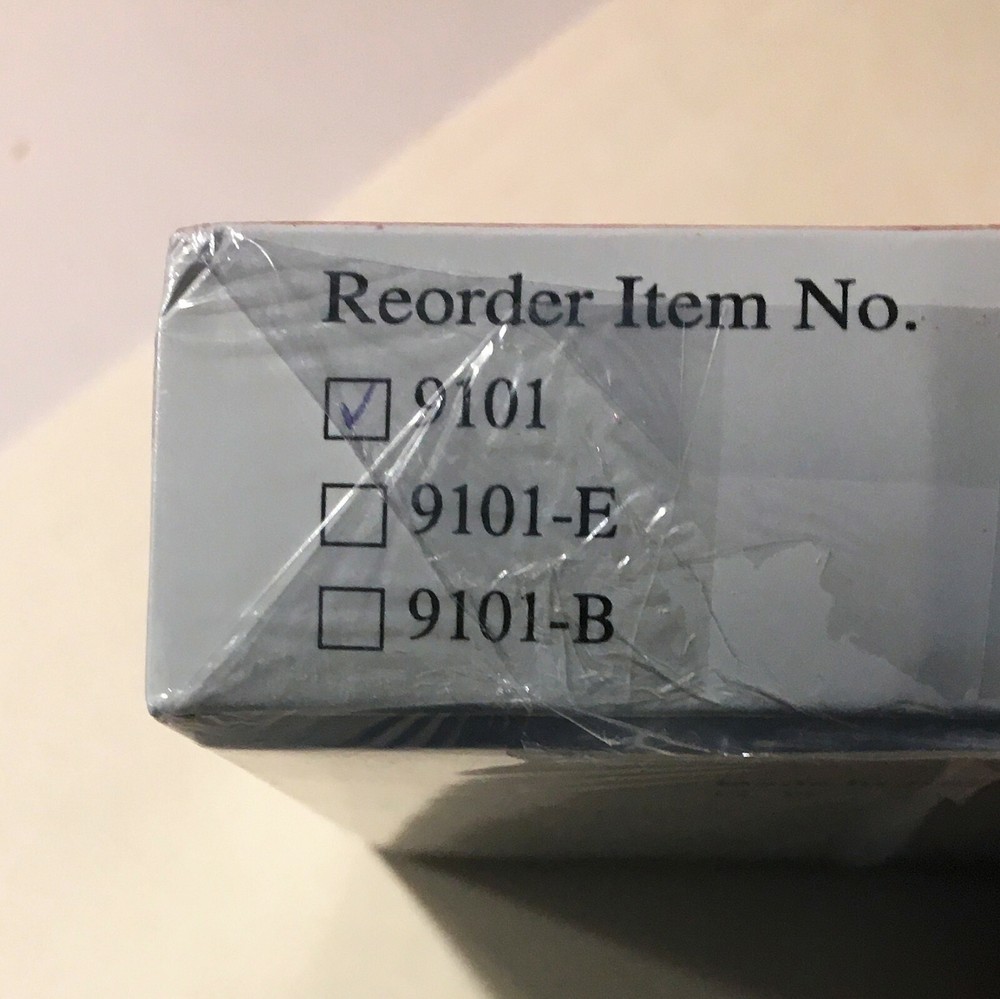 Reorder Item No.
☑ 9101
☐ 9101-E
☐ 9101-B